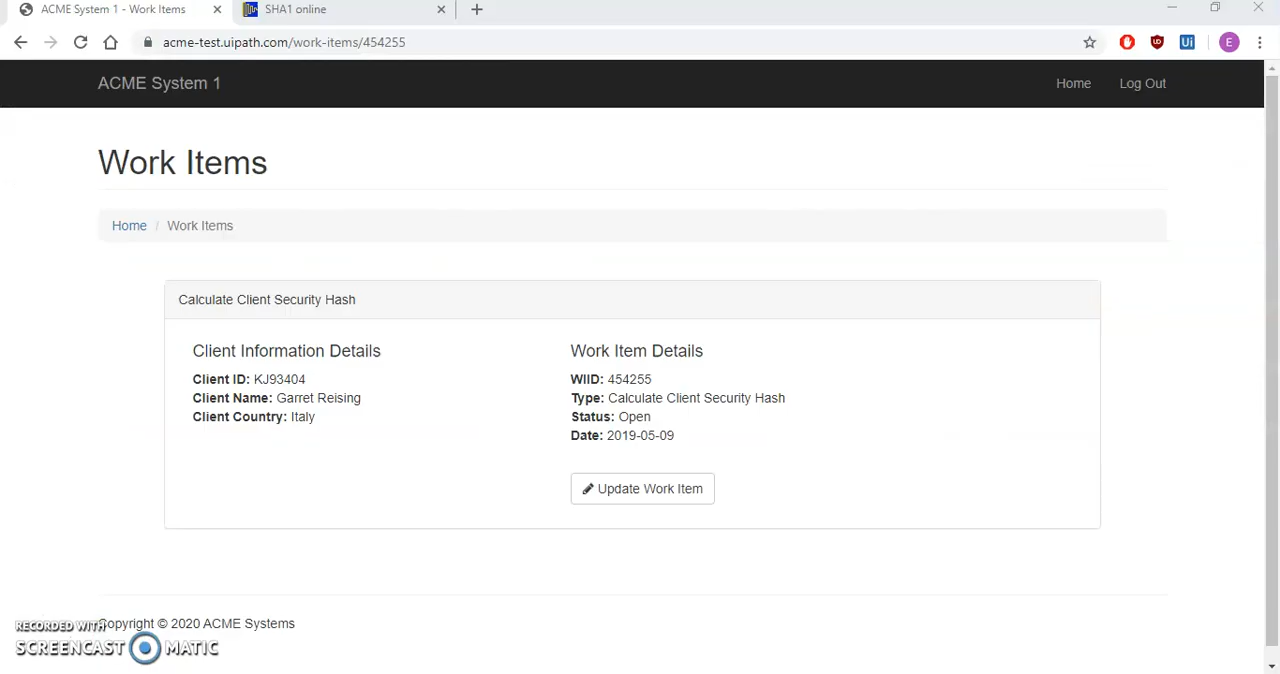 ACME System 1 - Work Items
SHA1 online
acme-test.uipath.com/work-items/454255
UD
Ui
E
ACME System 1
Home
Log Out
Work Items
Home / Work Items
Calculate Client Security Hash
Client Information Details
Client ID: KJ93404
Client Name: Garret Reising
Client Country: Italy
Work Item Details
WIID: 454255
Type: Calculate Client Security Hash
Status: Open
Date: 2019-05-09
Update Work Item
Copyright © 2020 ACME Systems
RECORDED WITH
SCREENCAST MATIC